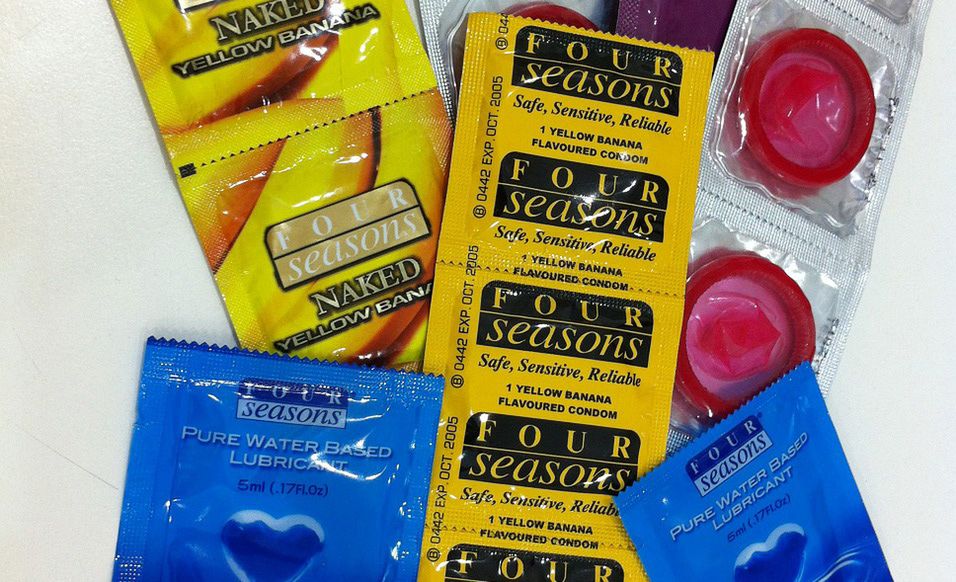 NAKED
YELLOW BANANA
FOUR
seasons
NAKED
YELLOW BANA
FOUR
seasons
Safe, Sensitive, Reliable
1 YELLOW BANANA
FLAVOURED CONDOM
Ⓑ 0442 EXP. OCT. 2005
FOUR
seasons
Safe, Sensitive, Reliable
1 YELLOW BANANA
FLAVOURED CONDOM
Ⓑ 0442 EXP. OCT. 2005
FOUR
seasons
Safe, Sensitive, Reliable
1 YELLOW BANANA
FLAVOURED CONDOM
Ⓑ 0442 EXP. OCT. 2005
FOUR
seasons
Safe, Sensitive, Reliab
1 YELLOW BANANA
FLAVOURED CONDOM
Ⓑ 0442 EXP. OCT. 2005
FOUR
FOUR
seasons
PURE WATER BASED
LUBRICANT
5ml (.17Fl.Oz)
FOUR
seasons
PURE WATER BASED
LUBRICANT
5ml (.17Fl.Oz)